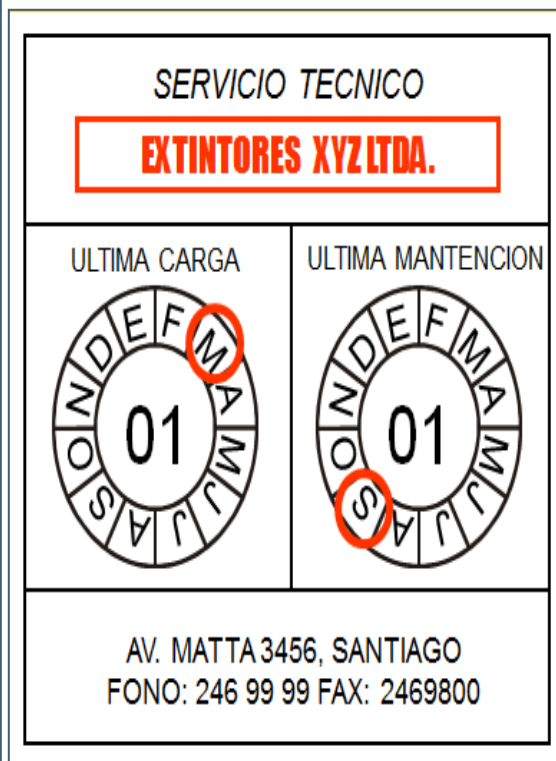 SERVICIO TECNICO
EXTINTORES XYZ LTDA.
ULTIMA CARGA
E F M A M J J A S O N D
01
ULTIMA MANTENCION
E F M A M J J A S O N D
01
AV. MATTA 3456, SANTIAGO
FONO: 246 99 99 FAX: 2469800